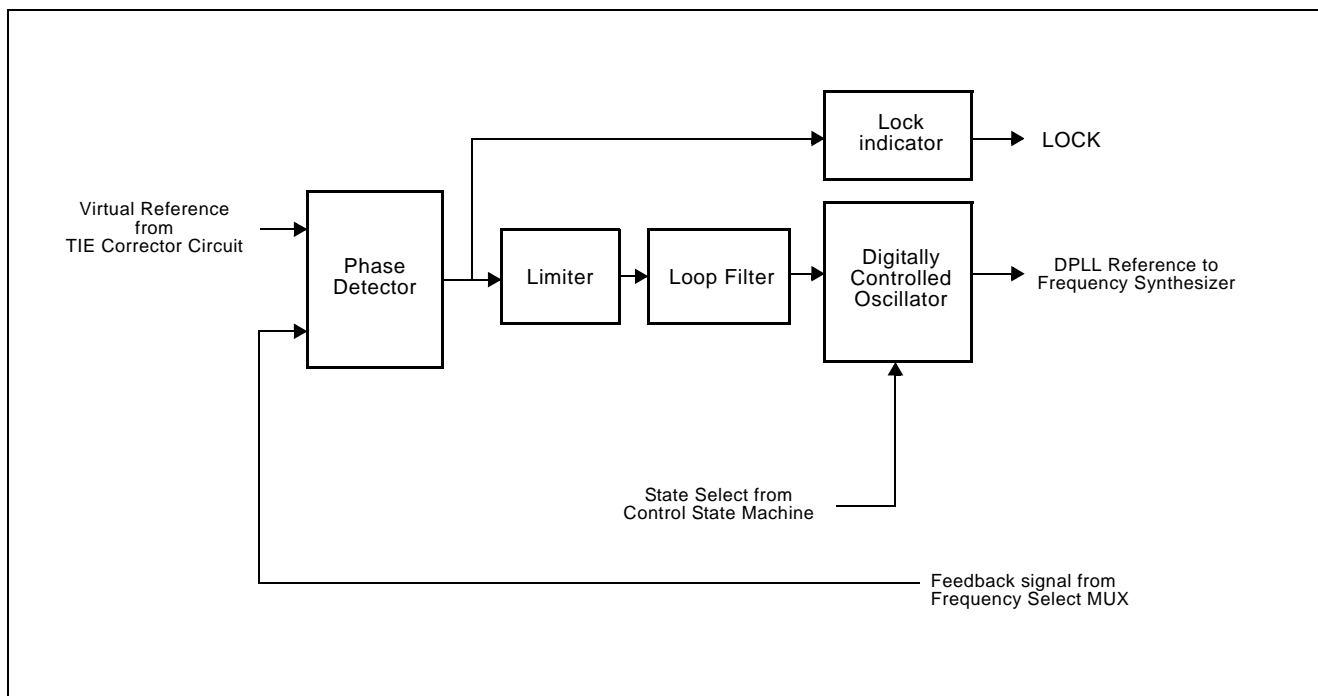 Lock
indicator
LOCK
Virtual Reference
from
TIE Corrector Circuit
Phase
Detector
Limiter
Loop Filter
Digitally
Controlled
Oscillator
DPLL Reference to
Frequency Synthesizer
State Select from
Control State Machine
Feedback signal from
Frequency Select MUX